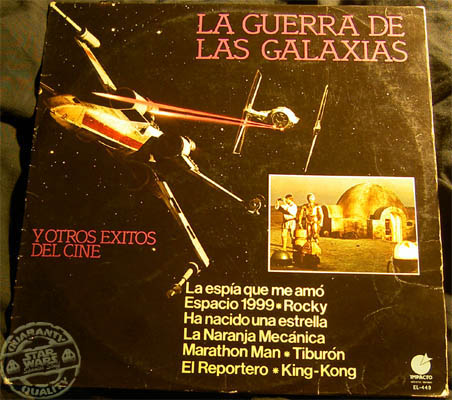 LA GUERRA DE
LAS GALAXIAS
Y OTROS EXITOS
DEL CINE
La espía que me amó
Espacio 1999 * Rocky
Ha nacido una estrella
La Naranja Mecánica
Marathon Man * Tiburón
El Reportero * King-Kong
IMPACTO
EL-449
GUARANTY
STAR
WARS
QUALITY